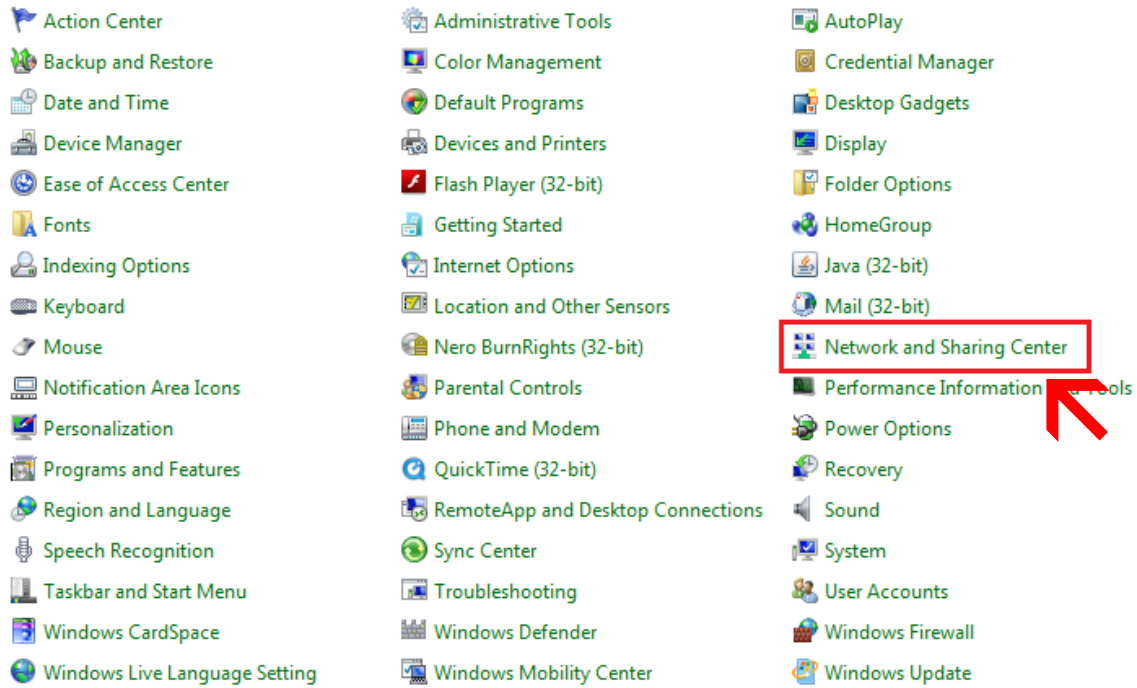 Action Center
Administrative Tools
AutoPlay
Backup and Restore
Color Management
Credential Manager
Date and Time
Default Programs
Desktop Gadgets
Device Manager
Devices and Printers
Display
Ease of Access Center
Flash Player (32-bit)
Folder Options
Fonts
Getting Started
HomeGroup
Indexing Options
Internet Options
Java (32-bit)
Keyboard
Location and Other Sensors
Mail (32-bit)
Mouse
Nero BurnRights (32-bit)
Network and Sharing Center
Notification Area Icons
Parental Controls
Performance Information and Tools
Personalization
Phone and Modem
Power Options
Programs and Features
QuickTime (32-bit)
Recovery
Region and Language
RemoteApp and Desktop Connections
Sound
Speech Recognition
Sync Center
System
Taskbar and Start Menu
Troubleshooting
User Accounts
Windows CardSpace
Windows Defender
Windows Firewall
Windows Live Language Setting
Windows Mobility Center
Windows Update